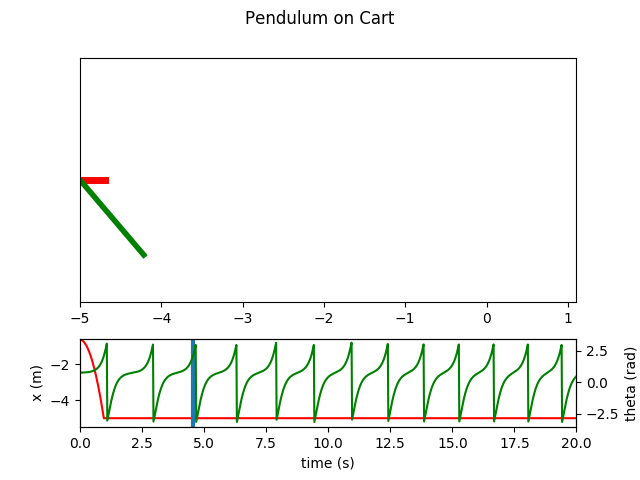 Pendulum on Cart
−5 −4 −3 −2 −1 0 1
x (m)
−2
−4
2.5
0.0
−2.5
theta (rad)
0.0 2.5 5.0 7.5 10.0 12.5 15.0 17.5 20.0
time (s)